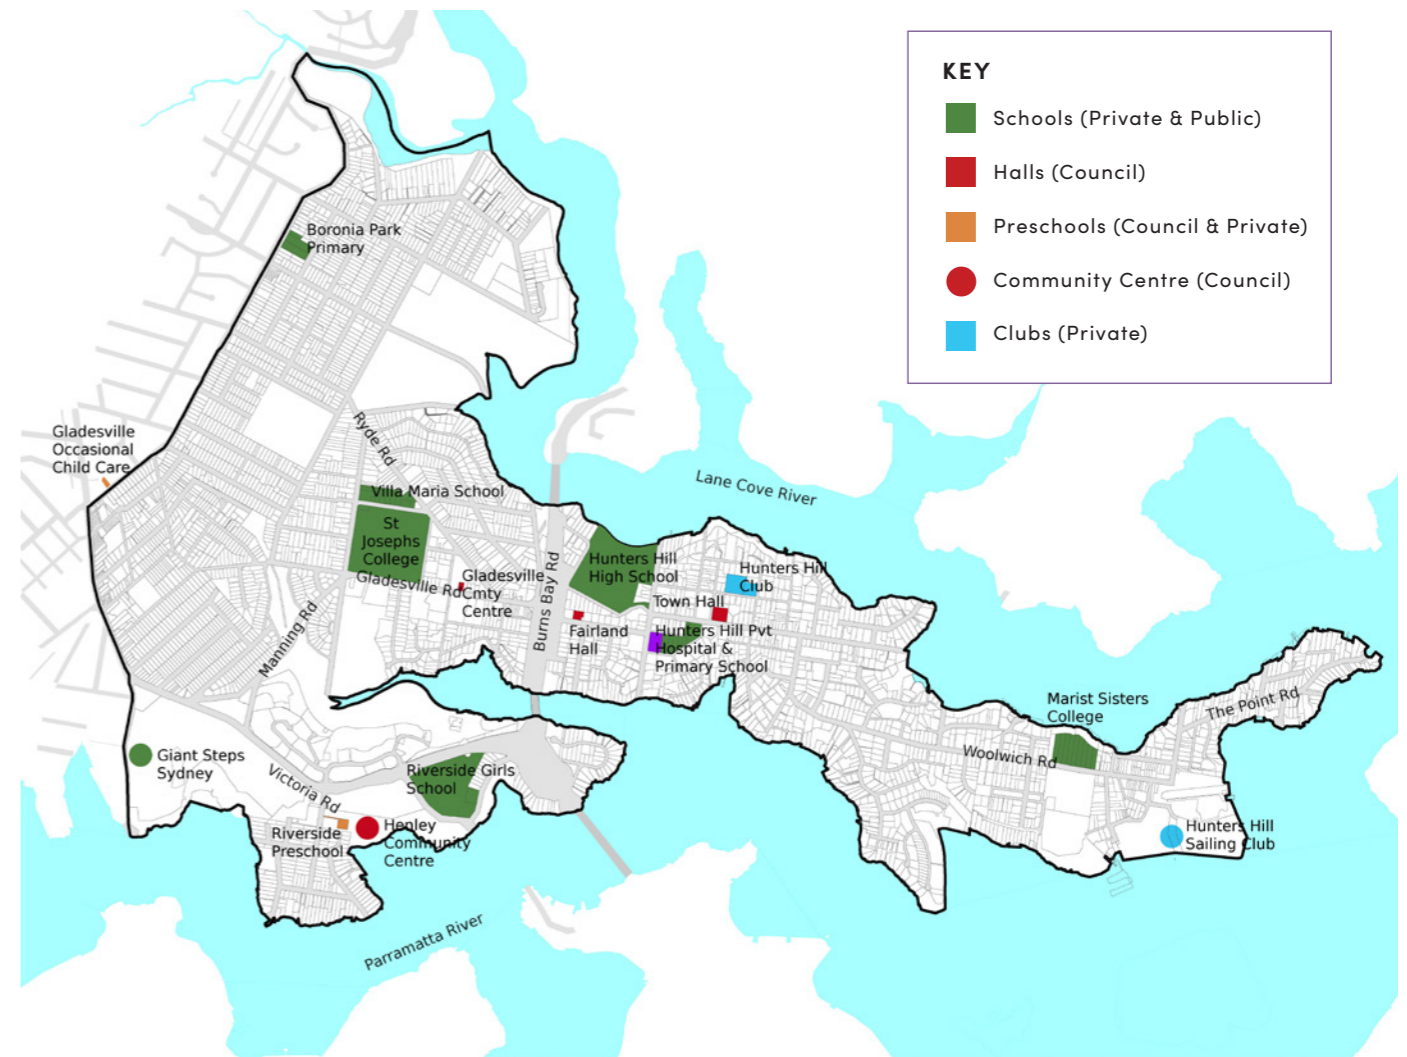 KEY
Schools (Private & Public)
Halls (Council)
Preschools (Council & Private)
Community Centre (Council)
Clubs (Private)
Boronia Park
Primary
Gladesville
Occasional
Child Care
Ryde Rd
Villa Maria School
St
Josephs
College
Gladesville Rd
Gladesville
Cmty
Centre
Manning Rd
Burns Bay Rd
Lane Cove River
Hunters Hill
High School
Hunters Hill
Club
Town Hall
Fairland
Hall
Hunters Hill Pvt
Hospital &
Primary School
Marist Sisters
College
The Point Rd
Woolwich Rd
Giant Steps
Sydney
Victoria Rd
Riverside Girls
School
Riverside
Preschool
Henley
Community
Centre
Hunters Hill
Sailing Club
Parramatta River